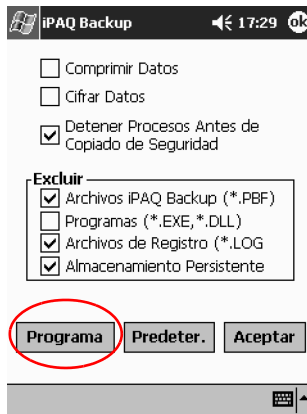 iPAQ Backup 17:29 ok
Comprimir Datos
Cifrar Datos
Detener Procesos Antes de
Copiado de Seguridad
Excluir
Archivos iPAQ Backup (*.PBF)
Programas (*.EXE,*.DLL)
Archivos de Registro (*.LOG
Almacenamiento Persistente
Programa Predeter. Aceptar